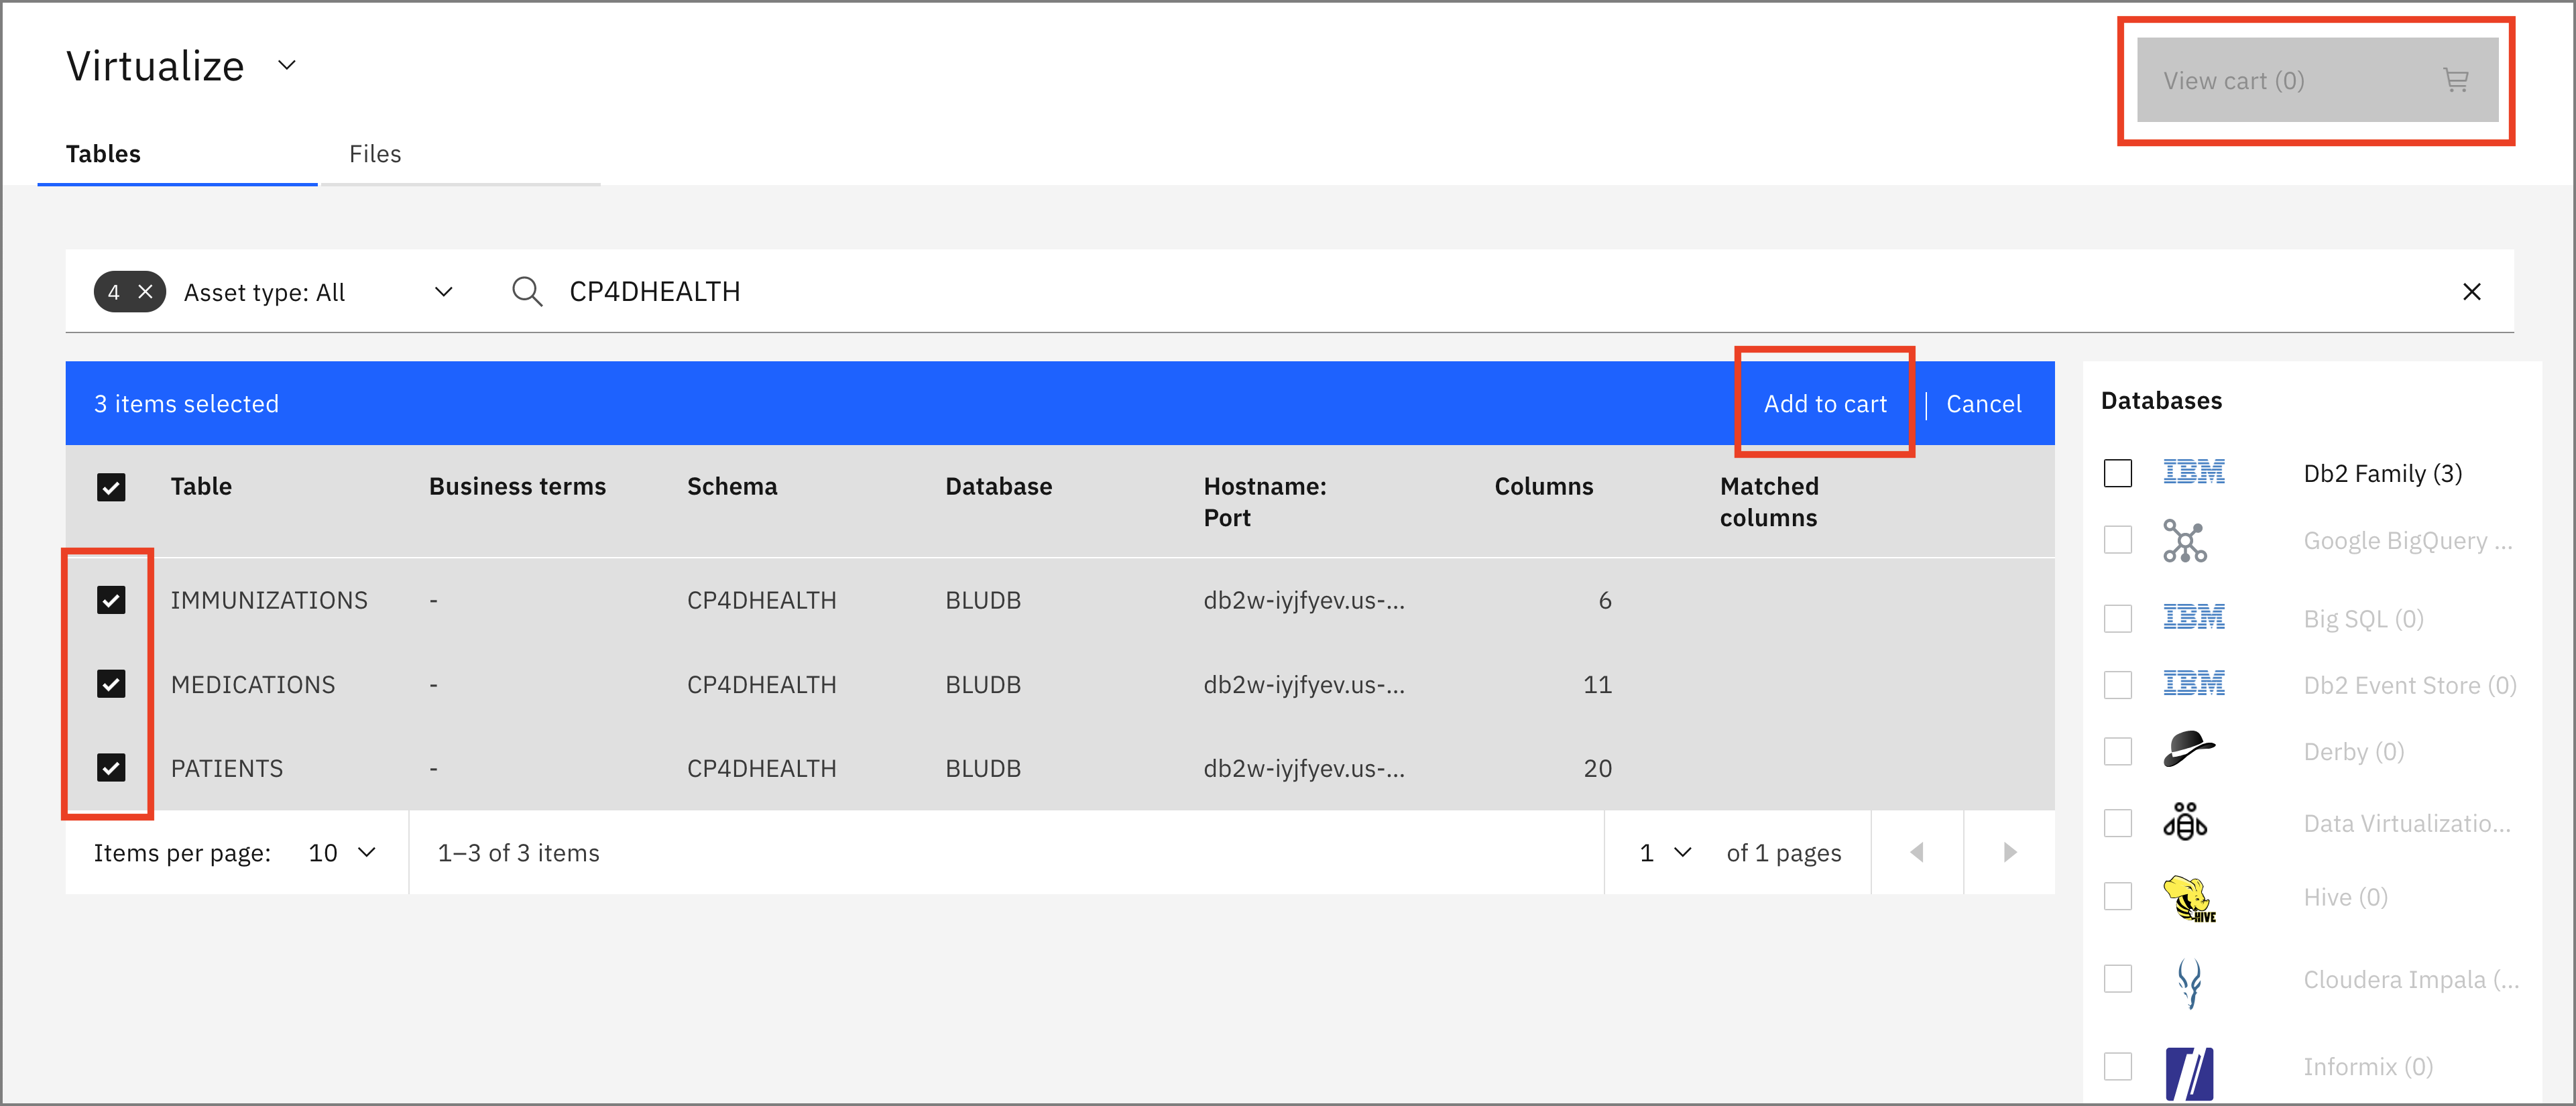 Virtualize
View cart (0)
Tables
Files
4
Asset type: All
CP4DHEALTH
3 items selected
Add to cart
Cancel
Table
Business terms
Schema
Database
Hostname:
Port
Columns
Matched
columns
IMMUNIZATIONS
-
CP4DHEALTH
BLUDB
db2w-iyjfyev.us-...
6
MEDICATIONS
-
CP4DHEALTH
BLUDB
db2w-iyjfyev.us-...
11
PATIENTS
-
CP4DHEALTH
BLUDB
db2w-iyjfyev.us-...
20
Items per page:
10
1–3 of 3 items
1
of 1 pages
Databases
IBM
Db2 Family (3)
Google BigQuery ...
IBM
Big SQL (0)
IBM
Db2 Event Store (0)
Derby (0)
Data Virtualizatio...
HIVE
Hive (0)
Cloudera Impala (...
Informix (0)